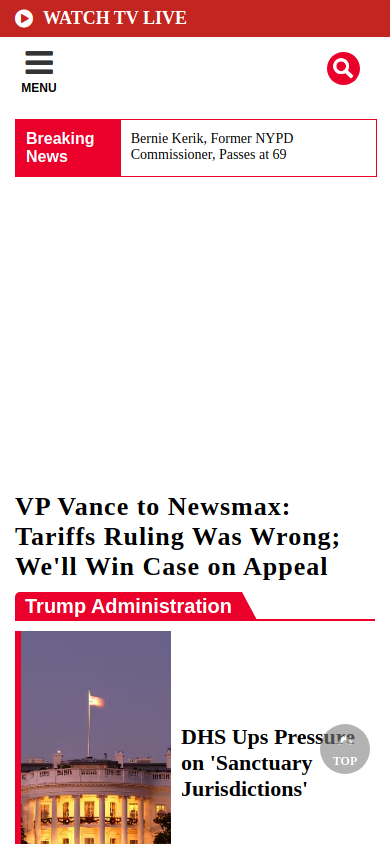 WATCH TV LIVE
MENU
Breaking
News
Bernie Kerik, Former NYPD
Commissioner, Passes at 69
VP Vance to Newsmax:
Tariffs Ruling Was Wrong;
We'll Win Case on Appeal
Trump Administration
DHS Ups Pressure
on 'Sanctuary
Jurisdictions'
TOP